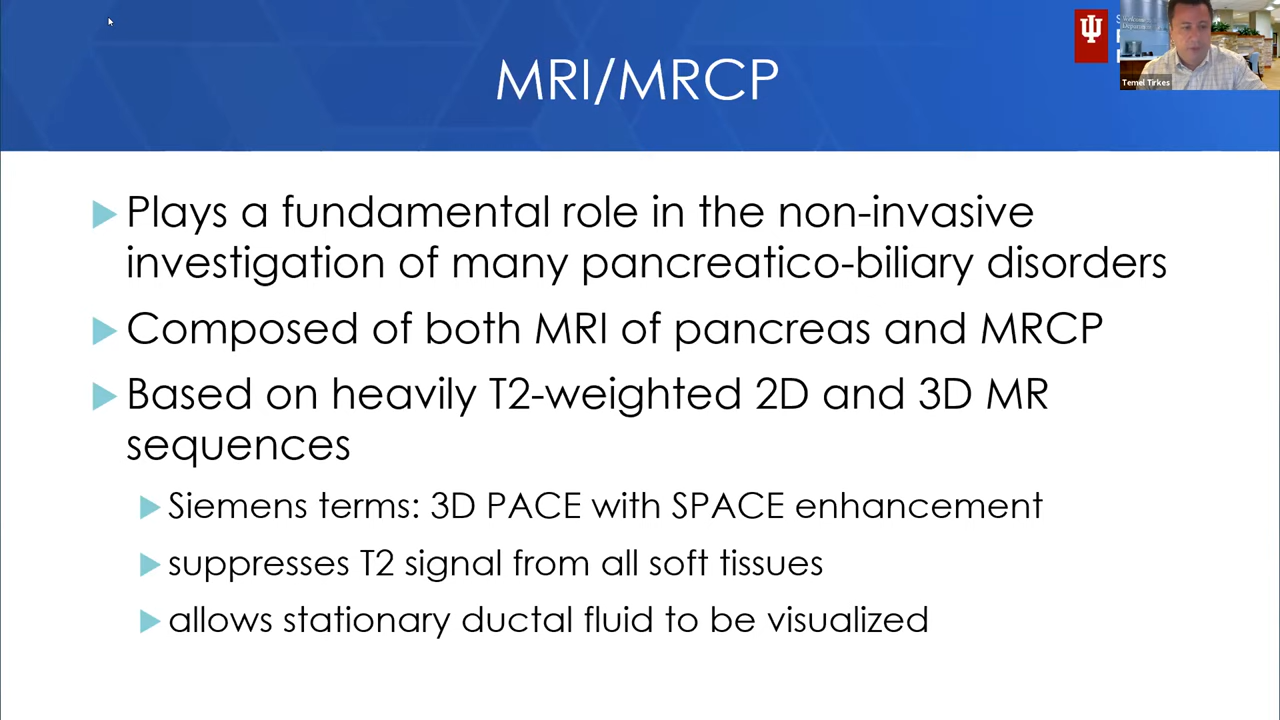 MRI/MRCP
Temel Tirkes
Plays a fundamental role in the non-invasive
investigation of many pancreatico-biliary disorders
Composed of both MRI of pancreas and MRCP
Based on heavily T2-weighted 2D and 3D MR
sequences
Siemens terms: 3D PACE with SPACE enhancement
suppresses T2 signal from all soft tissues
allows stationary ductal fluid to be visualized